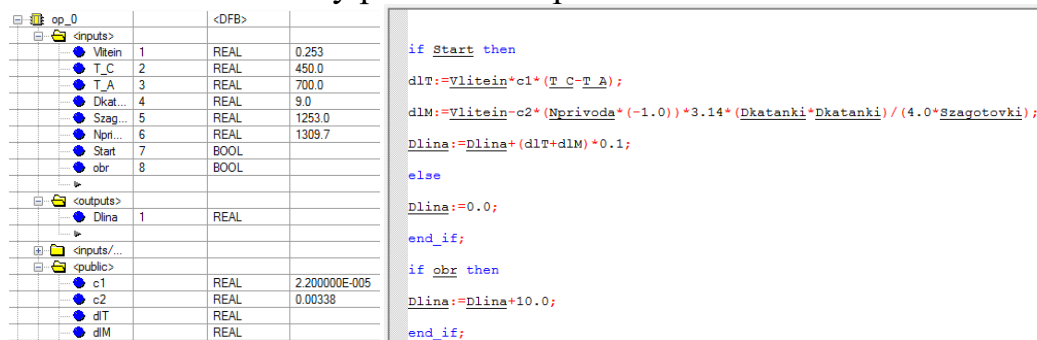 op_0 <DFB>
<inputs>
Vlitein 1 REAL 0.253
T_C 2 REAL 450.0
T_A 3 REAL 700.0
Dkat... 4 REAL 9.0
Szag... 5 REAL 1253.0
Npri... 6 REAL 1309.7
Start 7 BOOL
obr 8 BOOL
<outputs>
Dlina 1 REAL
<inputs/...
<public>
c1 REAL 2.200000E-005
c2 REAL 0.00338
dlT REAL
dlM REAL
if Start then
dlT:=Vlitein*c1*(T_C-T_A);
dlM:=Vlitein-c2*(Nprivoda*(-1.0))*3.14*(Dkatanki*Dkatanki)/(4.0*Szagotovki);
Dlina:=Dlina+(dlT+dlM)*0.1;
else
Dlina:=0.0;
end_if;
if obr then
Dlina:=Dlina+10.0;
end_if;